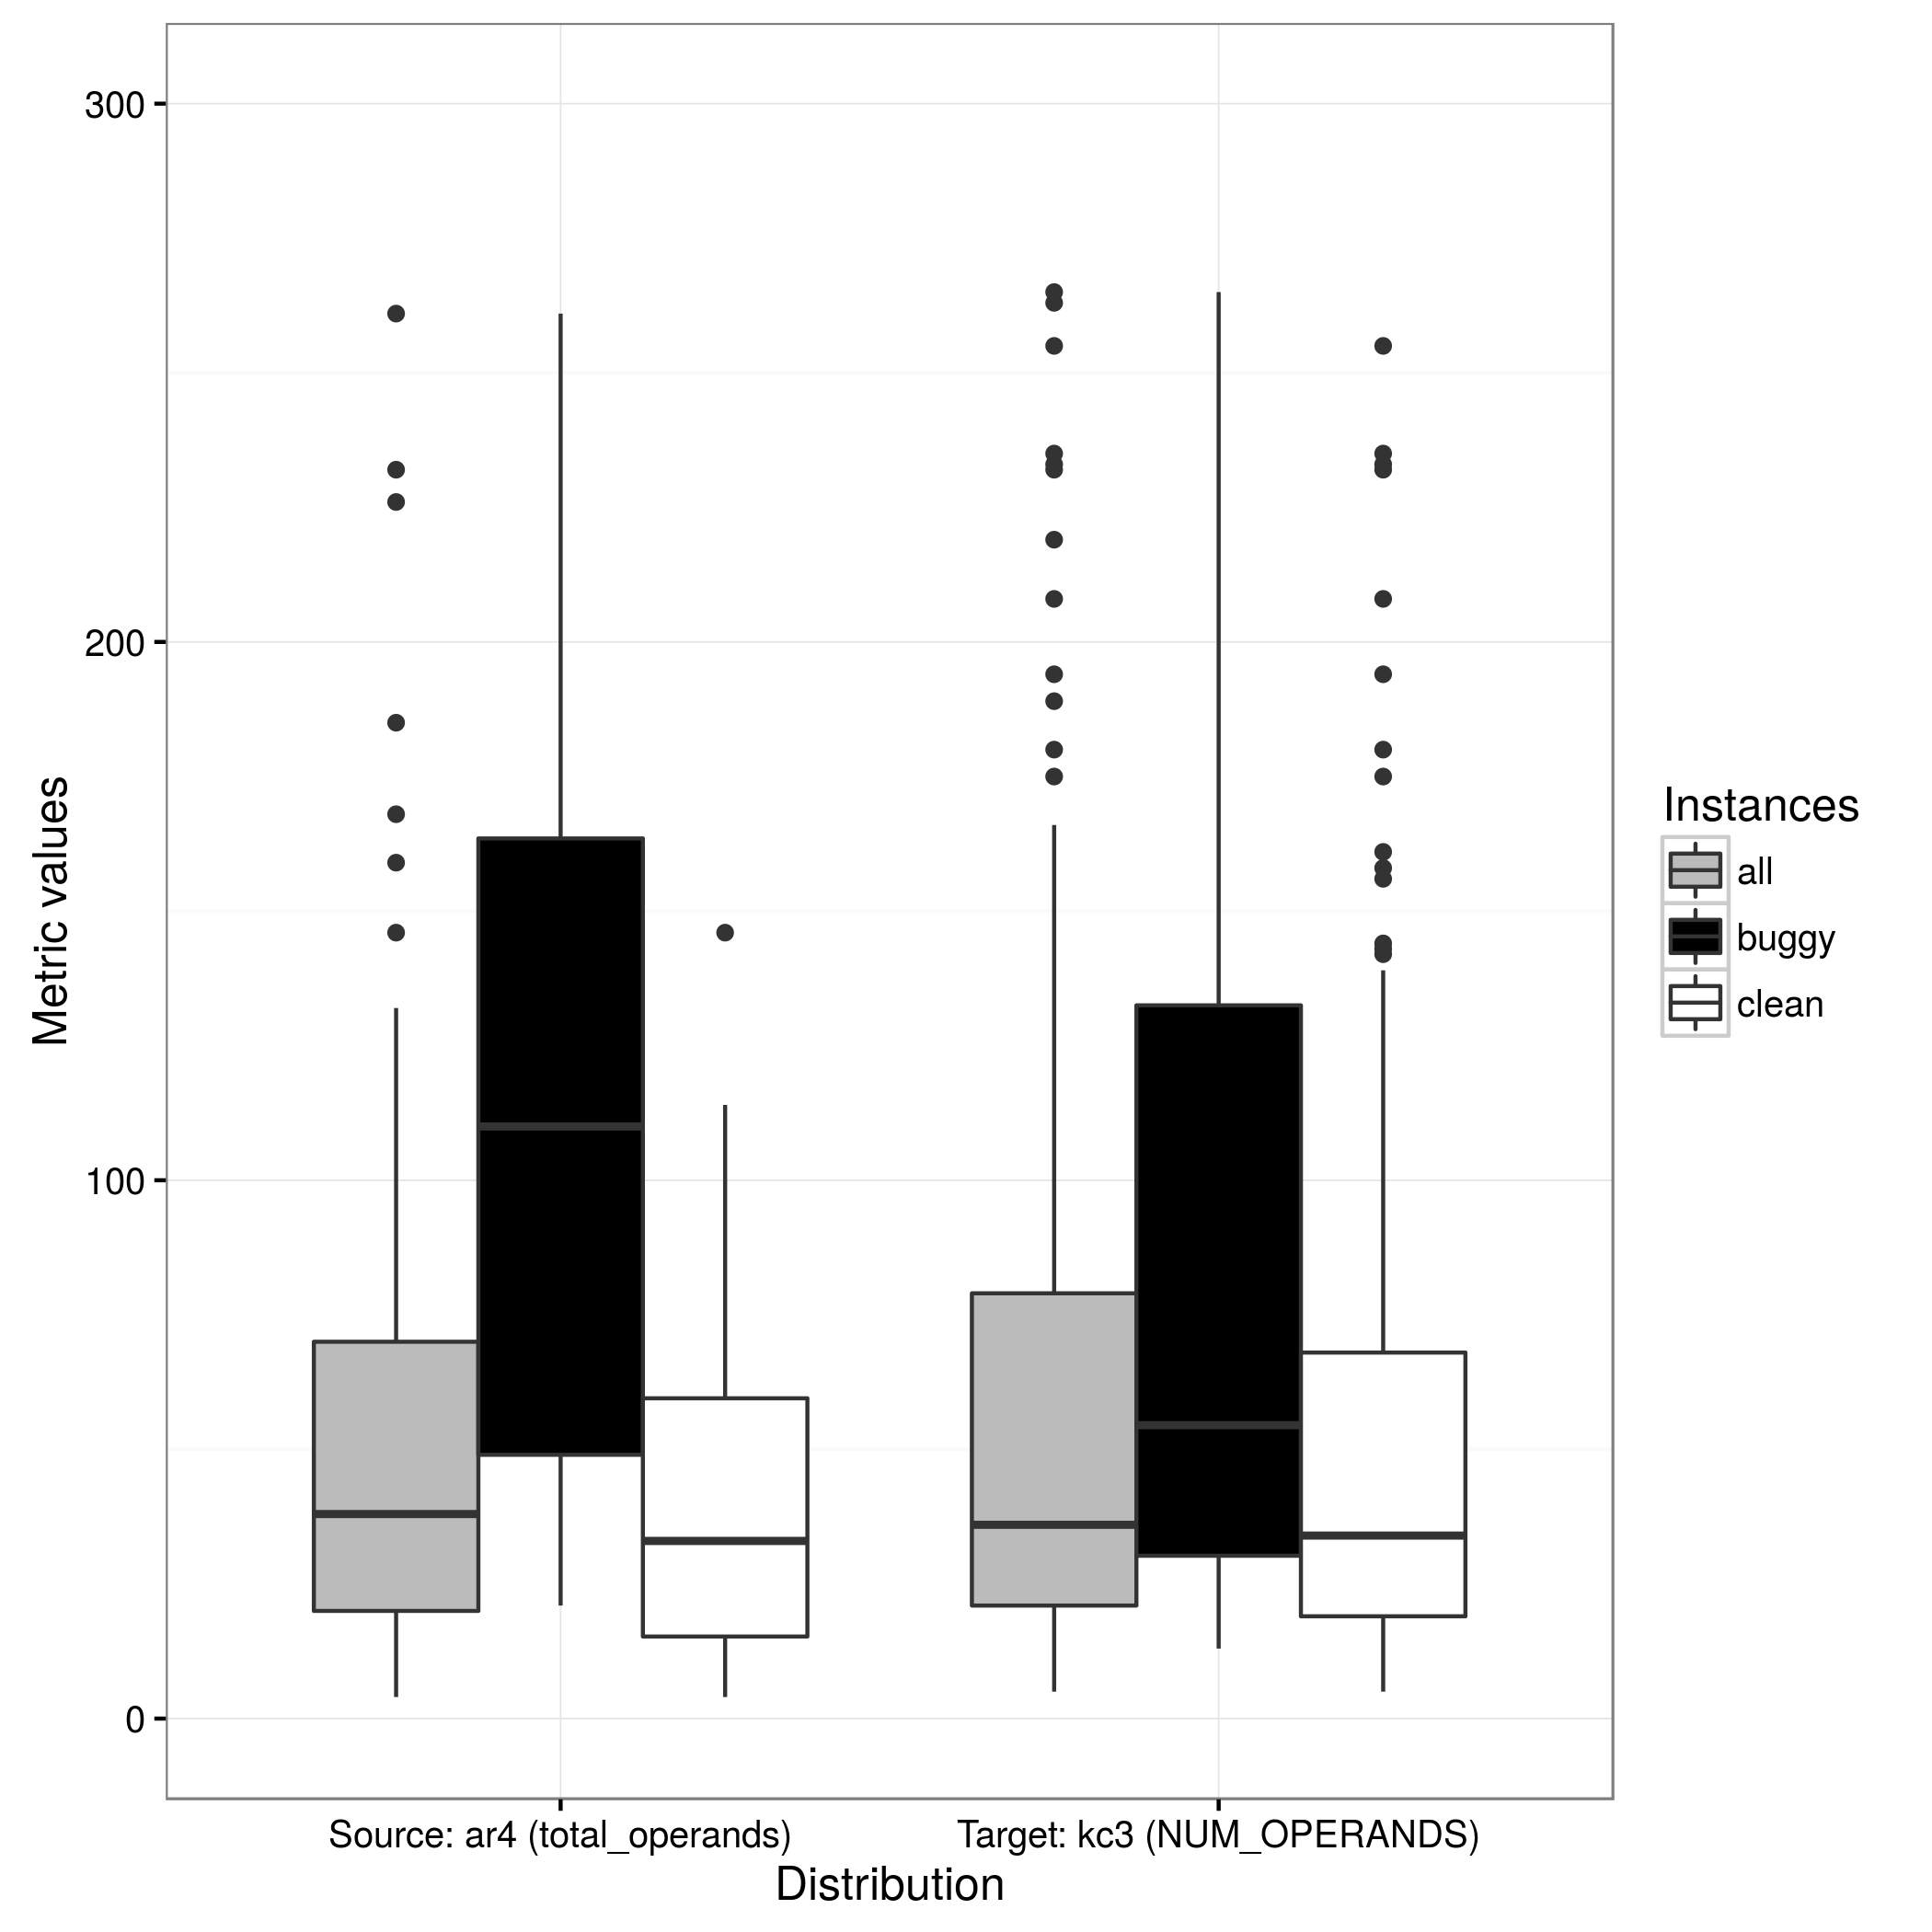 300
200
100
0
Metric values
Source: ar4 (total_operands)
Target: kc3 (NUM_OPERANDS)
Distribution
Instances
all
buggy
clean